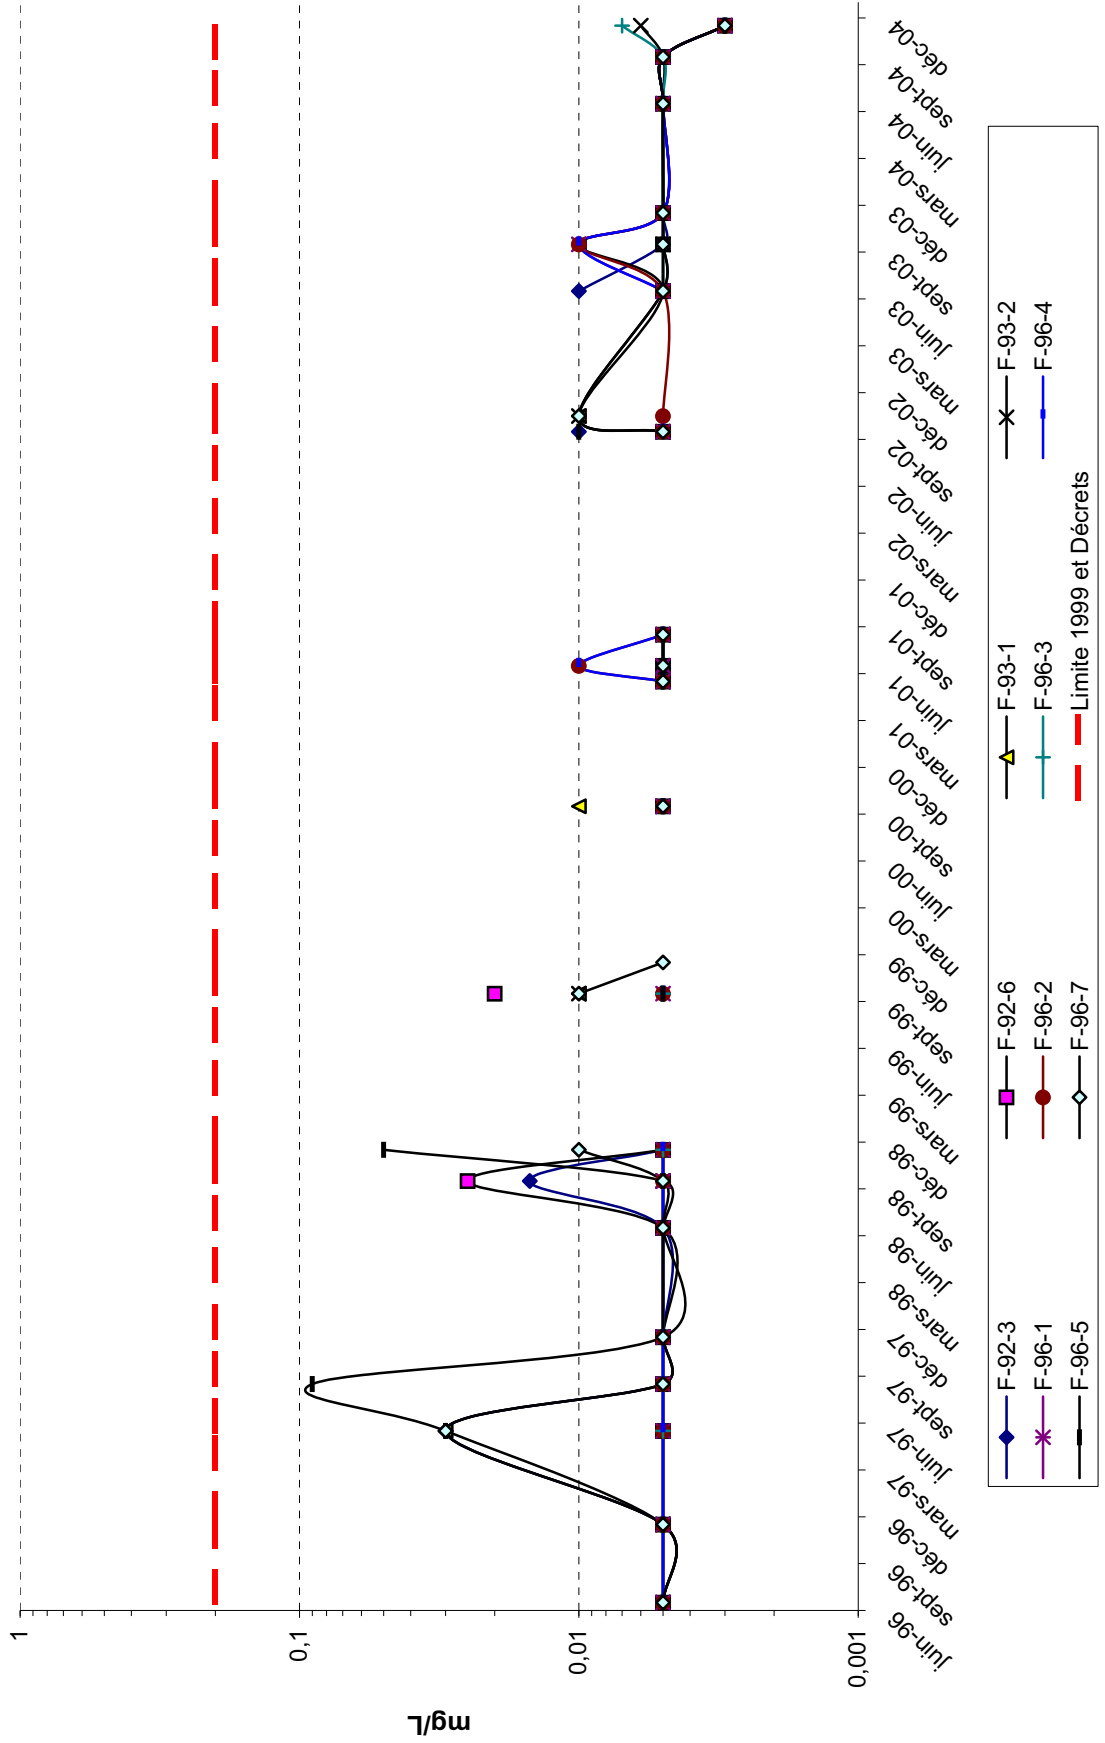 mg/L
1
0,1
0,01
0,001
juin-96
sept-96
déc-96
mars-97
juin-97
sept-97
déc-97
mars-98
juin-98
sept-98
déc-98
mars-99
juin-99
sept-99
déc-99
mars-00
juin-00
sept-00
déc-00
mars-01
juin-01
sept-01
déc-01
mars-02
juin-02
sept-02
déc-02
mars-03
juin-03
sept-03
déc-03
mars-04
juin-04
sept-04
déc-04
F-92-3
F-92-6
F-93-1
F-93-2
F-96-1
F-96-2
F-96-3
F-96-4
F-96-5
F-96-7
Limite 1999 et Décrets